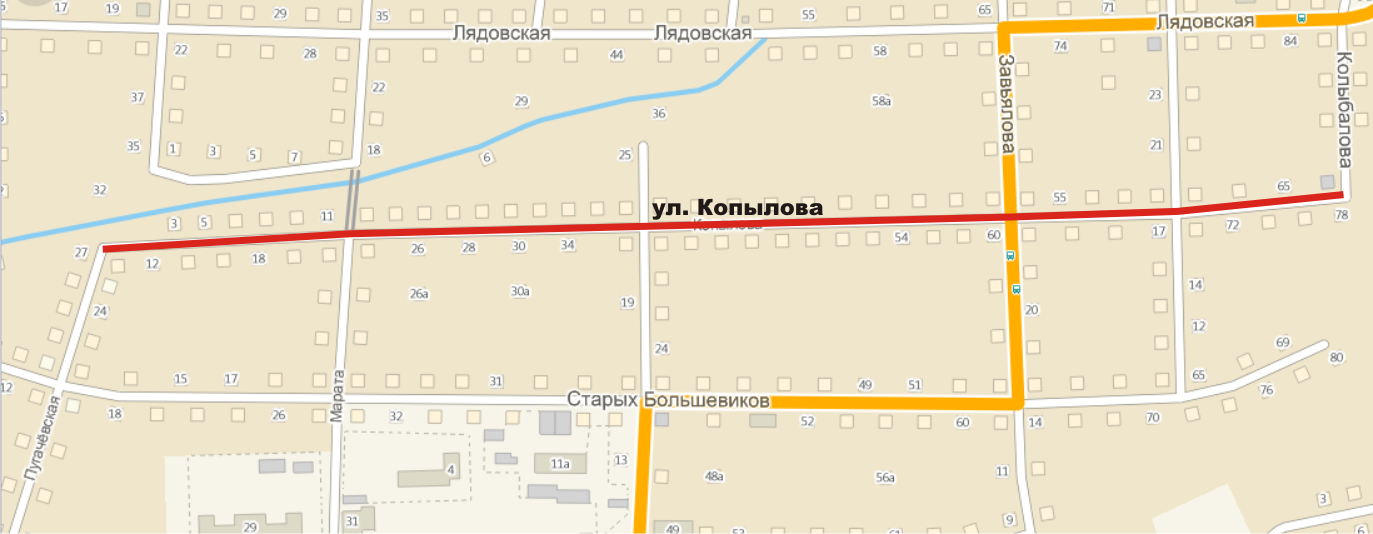 17 19 29 35 55 65 71
Лядовская Лядовская Лядовская
22 28 44 58 74 84
37 22 29 36 58а 23
Завьялова
Колыбалова
35 1 3 5 7 18 6 25 21
32 3 5 11 55 65
ул. Копылова
Копылова
27 12 18 26 28 30 34 54 60 17 72 78
26а 30а 19 14
24 20 12
24 69 80
Марата
12 15 17 31 49 51 65 76
Старых Большевиков
18 26 32 52 60 14 70
Пугачёвская
4 11а 13 48а 56а 11
29 31 49 53 61 9 3 6